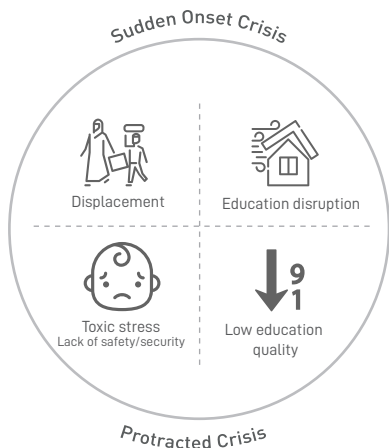 Sudden Onset Crisis
Displacement
Education disruption
9
1
Toxic stress
Lack of safety/security
Low education
quality
Protracted Crisis